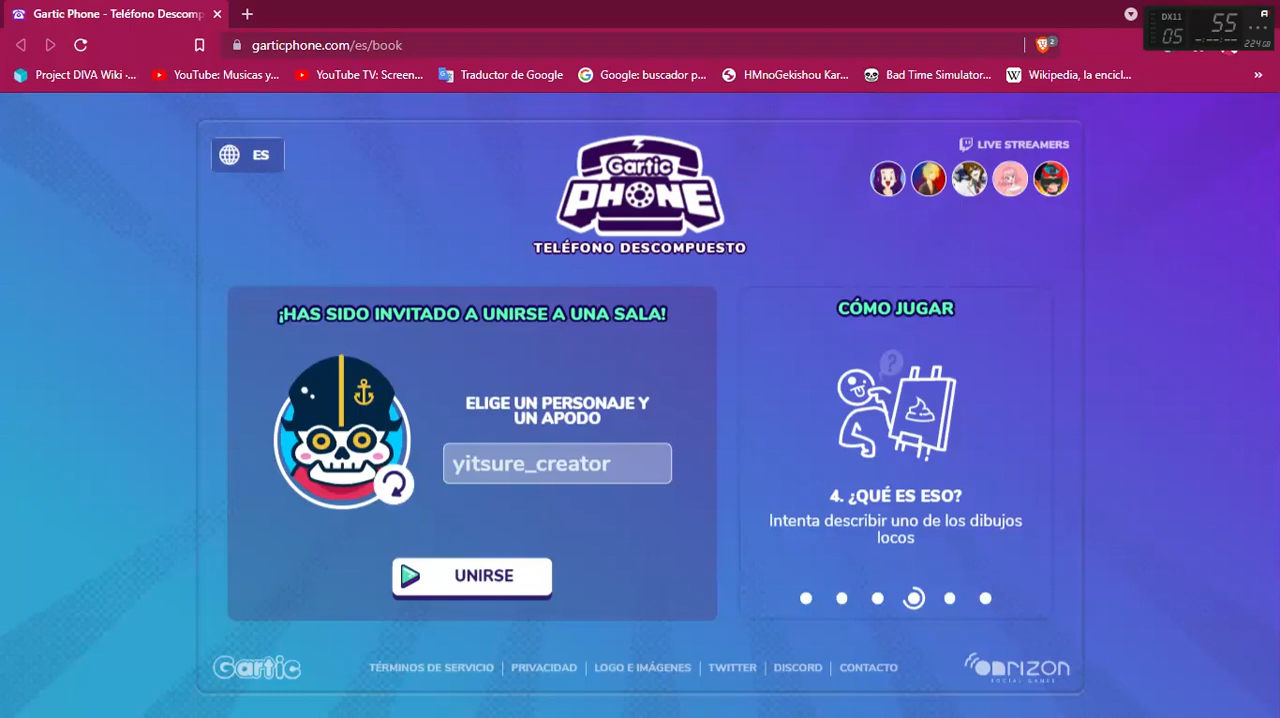 Gartic Phone - Teléfono Descomp
DX11
55
05
224 GB
garticphone.com/es/book
2
Project DIVA Wiki -...
YouTube: Musicas y...
YouTube TV: Screen...
Traductor de Google
Google: buscador p...
HMnoGekishou Kar...
Bad Time Simulator...
Wikipedia, la encicl...
»
ES
Gartic
PHONE
TELÉFONO DESCOMPUESTO
LIVE STREAMERS
¡HAS SIDO INVITADO A UNIRSE A UNA SALA!
ELIGE UN PERSONAJE Y
UN APODO
yitsure_creator
UNIRSE
CÓMO JUGAR
?
4. ¿QUÉ ES ESO?
Intenta describir uno de los dibujos
locos
Gartic
TÉRMINOS DE SERVICIO | PRIVACIDAD | LOGO E IMÁGENES | TWITTER | DISCORD | CONTACTO
ONRIZON
SOCIAL GAMES